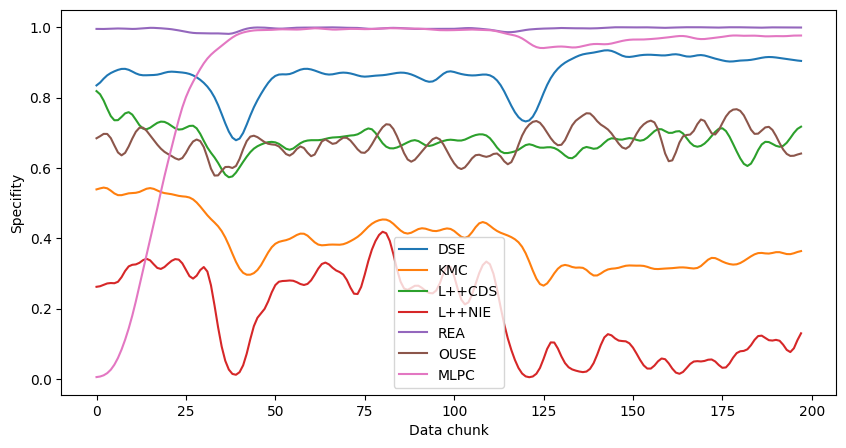 1.0
0.8
0.6
0.4
0.2
0.0
Specifity
DSE
KMC
L++CDS
L++NIE
REA
OUSE
MLPC
0 25 50 75 100 125 150 175 200
Data chunk